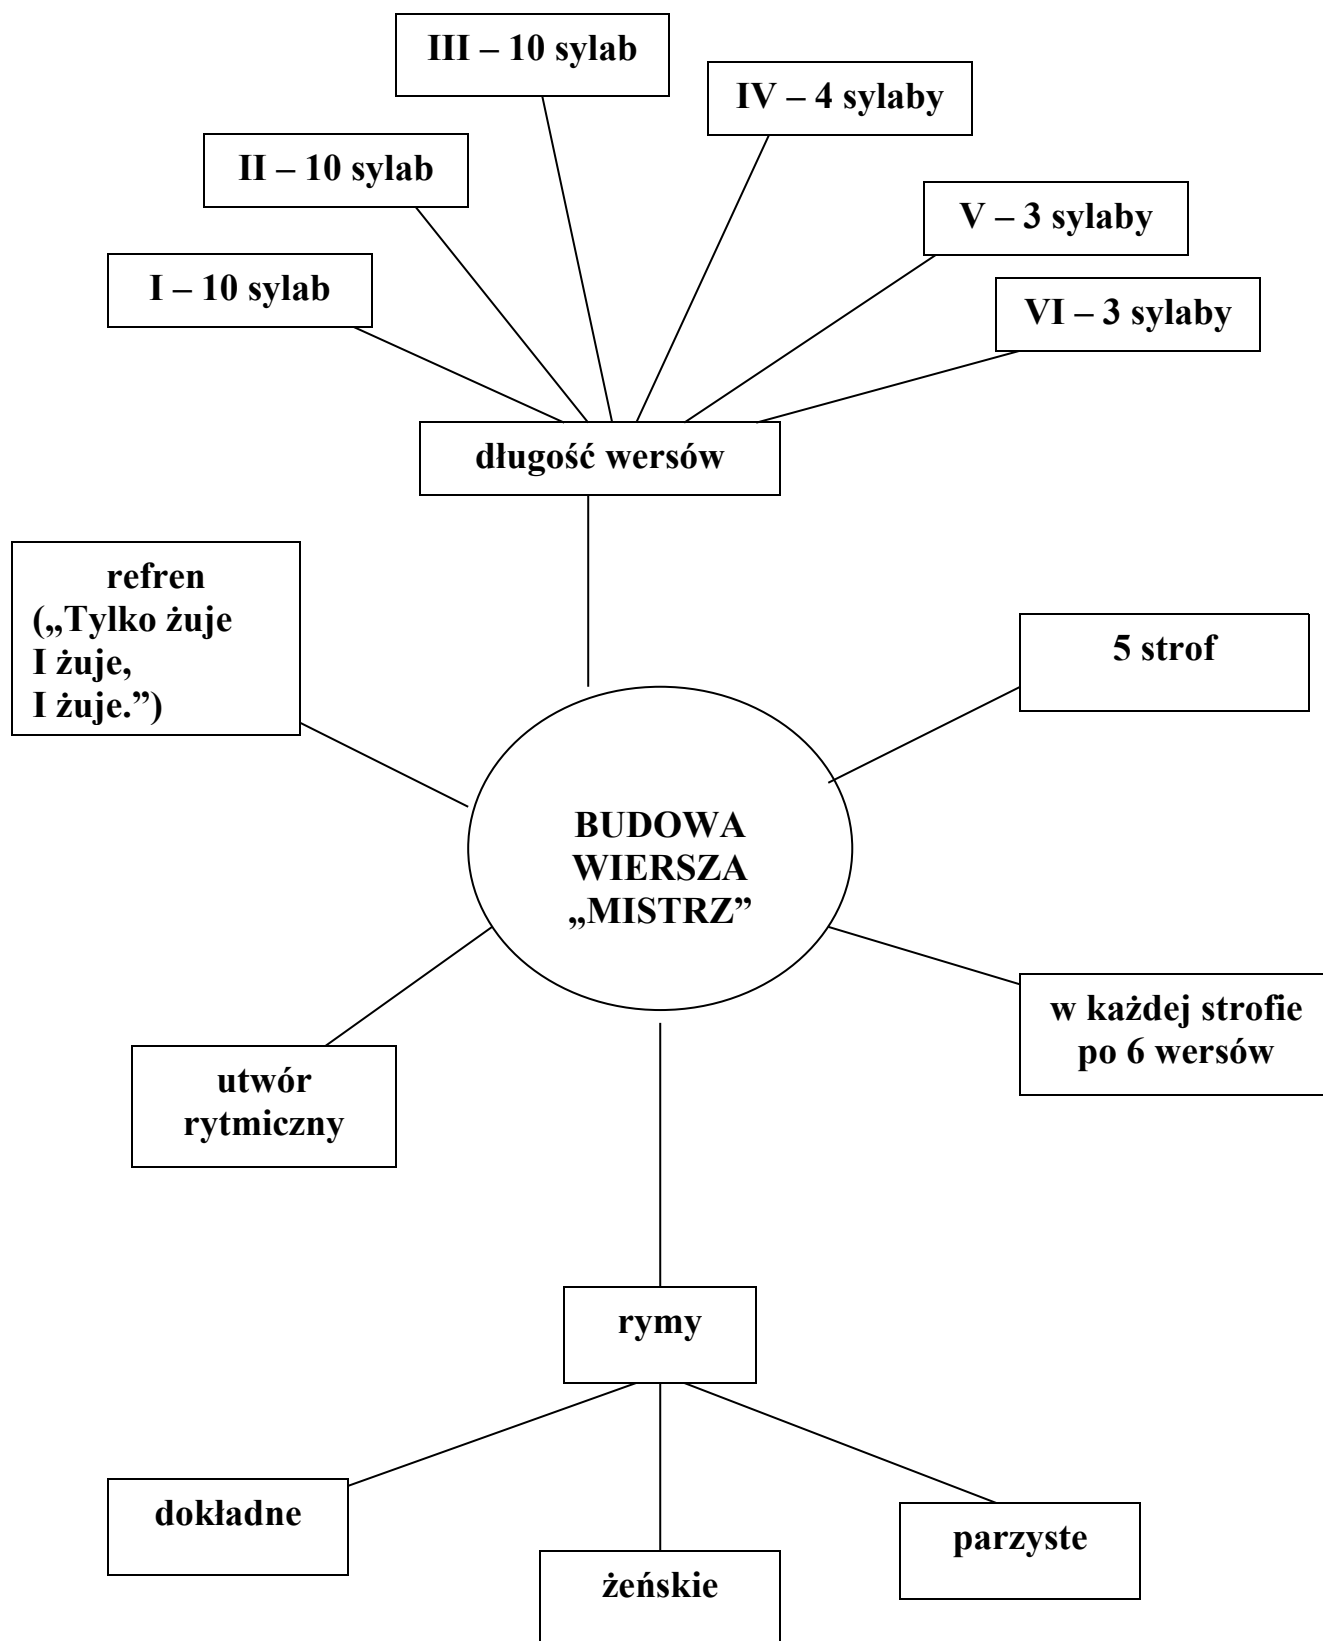 III – 10 sylab
IV – 4 sylaby
II – 10 sylab
V – 3 sylaby
I – 10 sylab
VI – 3 sylaby
długość wersów
refren
(„Tylko żuje
I żuje,
I żuje.”)
5 strof
BUDOWA
WIERSZA
„MISTRZ”
w każdej strofie
po 6 wersów
utwór
rytmiczny
rymy
dokładne
parzyste
żeńskie